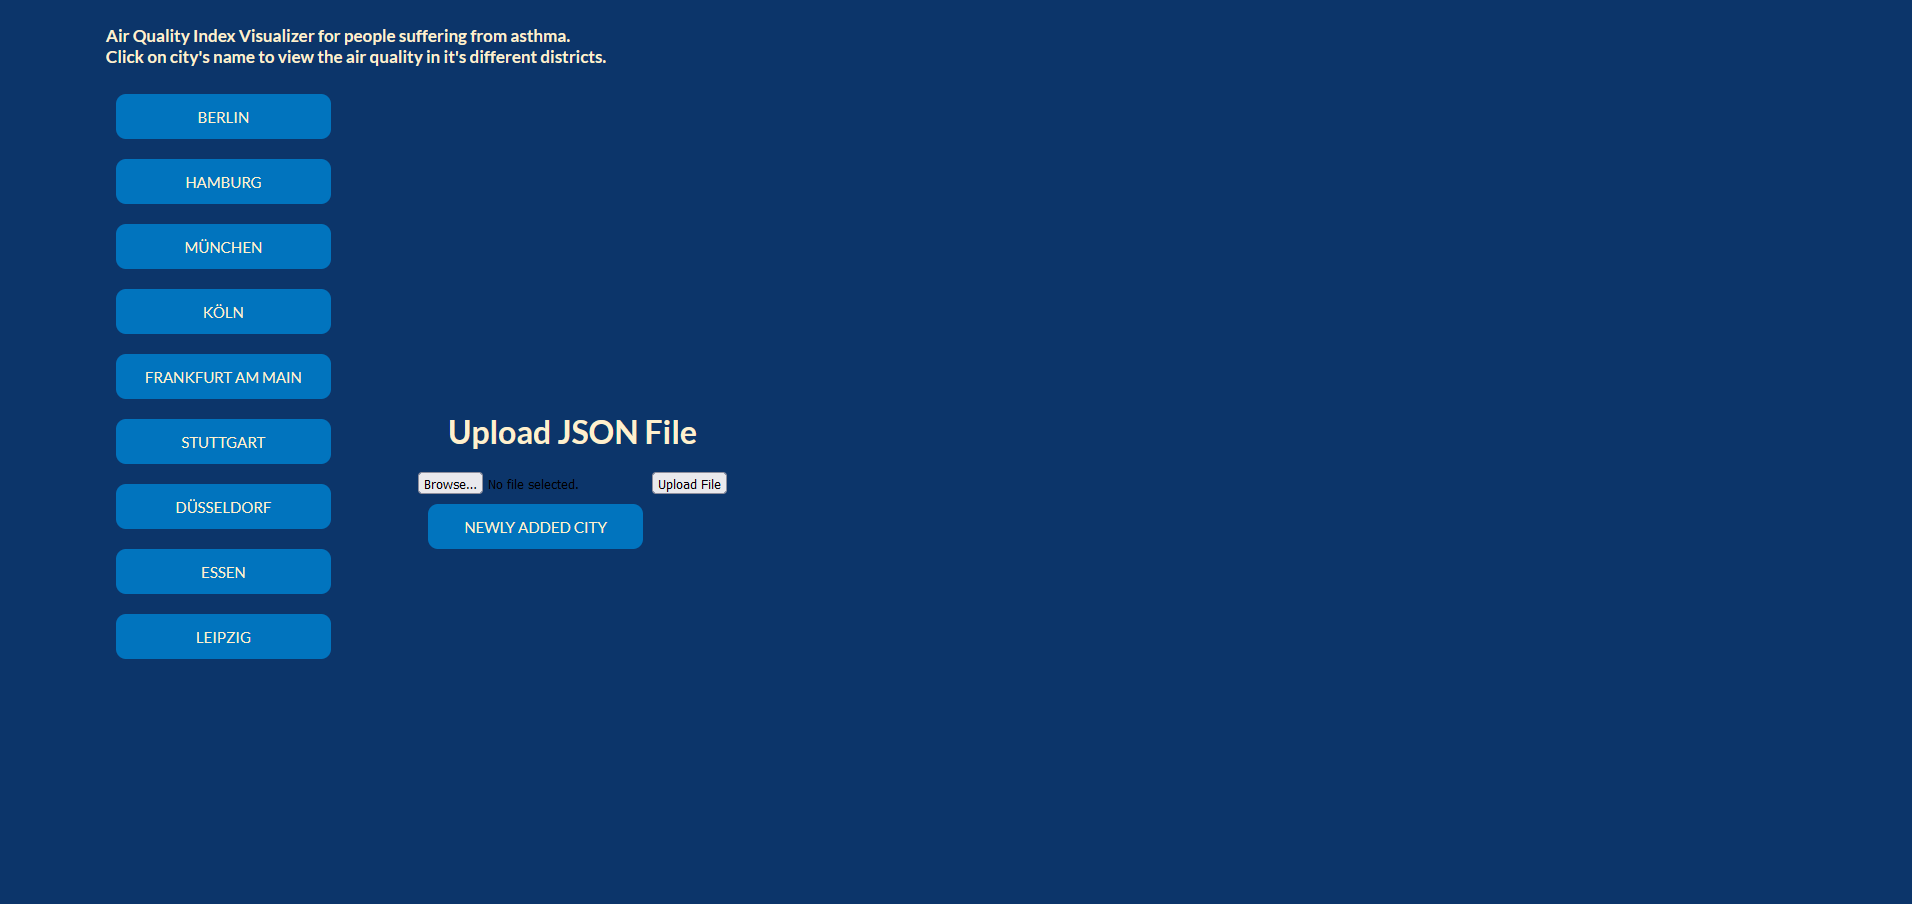 Air Quality Index Visualizer for people suffering from asthma.
Click on city's name to view the air quality in it's different districts.
BERLIN
HAMBURG
MÜNCHEN
KÖLN
FRANKFURT AM MAIN
STUTTGART
DÜSSELDORF
ESSEN
LEIPZIG
Upload JSON File
Browse... No file selected. Upload File
NEWLY ADDED CITY